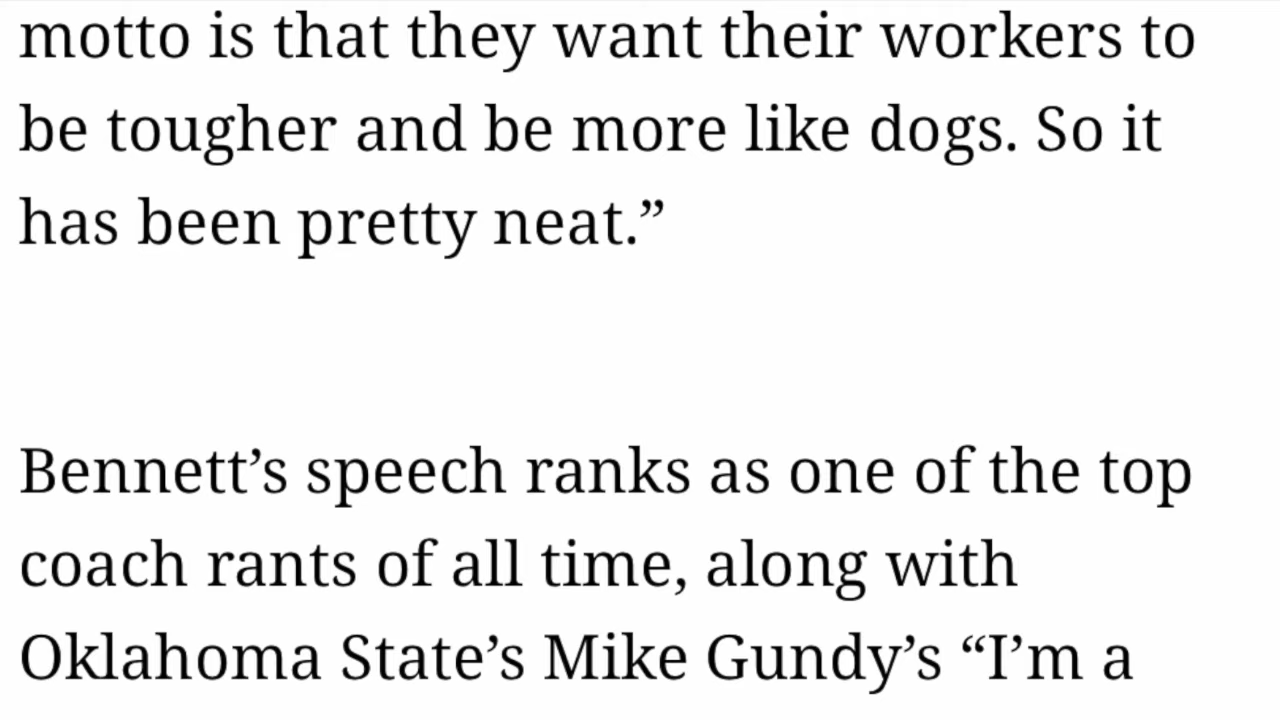 motto is that they want their workers to
be tougher and be more like dogs. So it
has been pretty neat.”
Bennett’s speech ranks as one of the top
coach rants of all time, along with
Oklahoma State’s Mike Gundy’s “I’m a